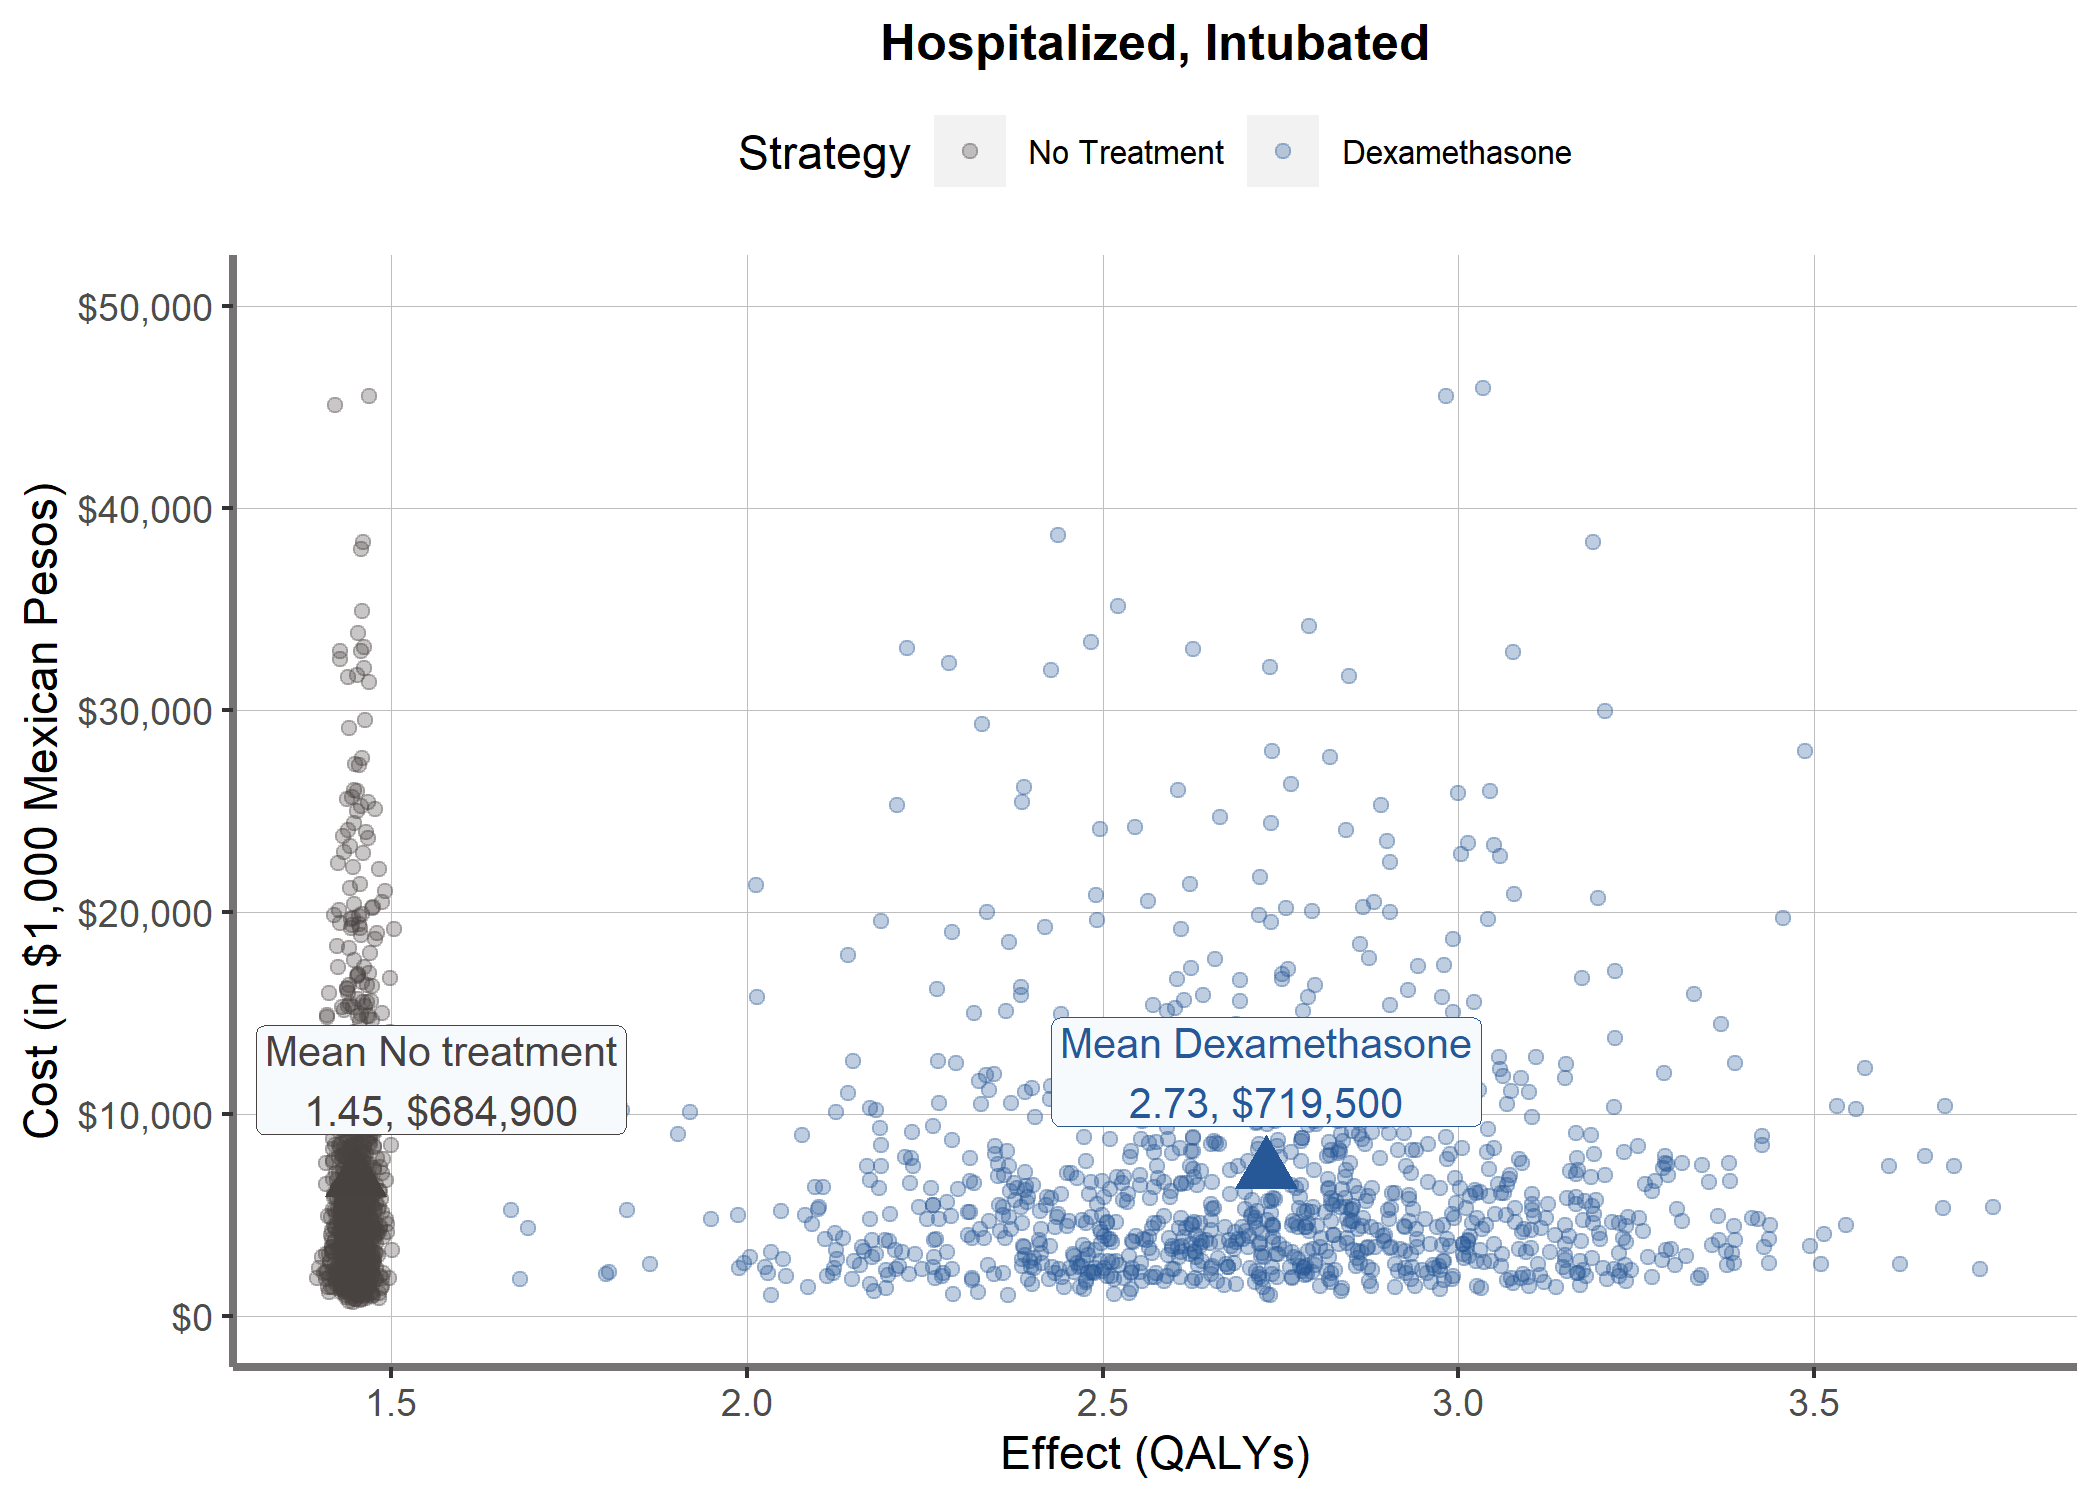 Hospitalized, Intubated
Strategy No Treatment Dexamethasone
Cost (in $1,000 Mexican Pesos)
$50,000
$40,000
$30,000
$20,000
$10,000
$0
Mean No treatment
1.45, $684,900
Mean Dexamethasone
2.73, $719,500
1.5 2.0 2.5 3.0 3.5
Effect (QALYs)